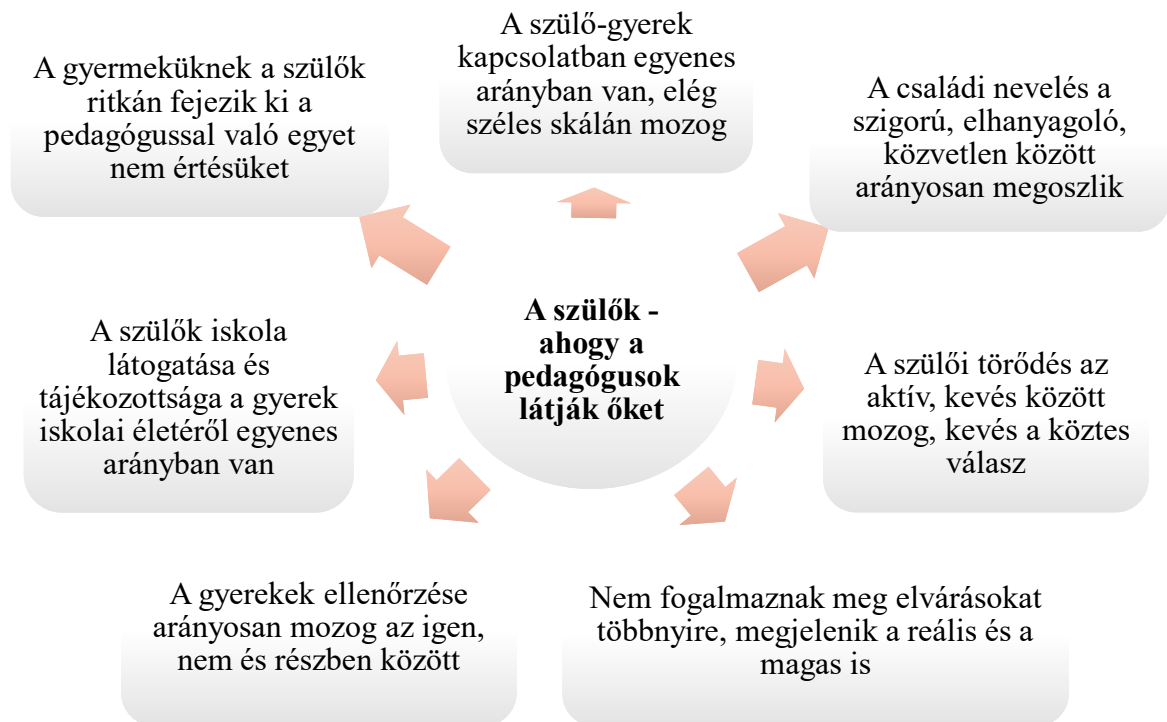 A szülő-gyerek
kapcsolatban egyenes
arányban van, elég
széles skálán mozog
A gyermeküknek a szülők
ritkán fejezik ki a
pedagógussal való egyet
nem értésüket
A családi nevelés a
szigorú, elhanyagoló,
közvetlen között
arányosan megoszlik
A szülők -
ahogy a
pedagógusok
látják őket
A szülők iskola
látogatása és
tájékozottsága a gyerek
iskolai életéről egyenes
arányban van
A szülői törődés az
aktív, kevés között
mozog, kevés a köztes
válasz
A gyerekek ellenőrzése
arányosan mozog az igen,
nem és részben között
Nem fogalmaznak meg elvárásokat
többnyire, megjelenik a reális és a
magas is